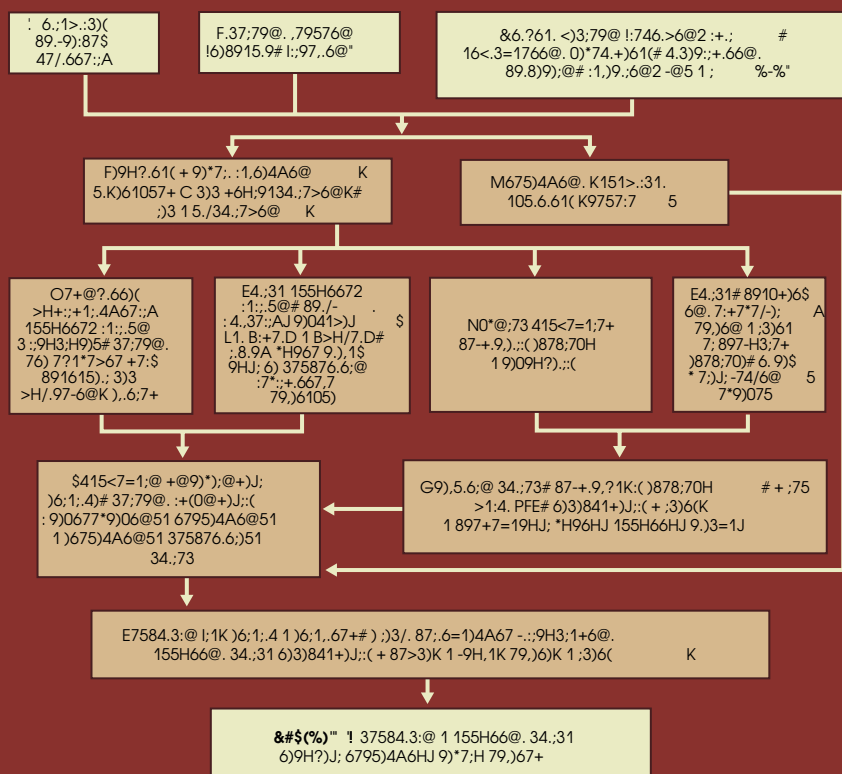 ' 6.;1>.:3)(
89.-9):87$
47/.667:;A
F.37;79@. ,79576@
!6)8915.9# I:;97,.6@"
&6.?61. <)3;79@ !:746.>6@2 :+.; #
16<.3=1766@. 0)*74.+)61(# 4.3)9:;+.66@.
89.8)9);@# :1,)9.;6@2 -@5 1 ; %-%"
F)9H?.61( + 9)*7;. :1,6)4A6@ K
5.K)61057+ C 3)3 +6H;9134.;7>6@K#
;)3 1 5./34.;7>6@ K
M675)4A6@. K151>.:31.
105.6.61( K9757:7 5
O7+@?.66)(
>H+:;+1;.4A67:;A
155H6672 :1:;.5@
3 :;9H3;H9)5# 37;79@.
76) 7?1*7>67 +7:$
891615).; 3)3
>H/.97-6@K ),.6;7+
E4.;31 155H6672
:1:;.5@# 89./- .
: 4.,37:;AJ 9)041>)J $
L1. B:+7.D 1 B>H/7.D#
;.8.9A *H967 9.),1$
9HJ; 6) 375876.6;@
:7*:;+.667,7
79,)6105)
N0*@;73 415<7=1;7+
87-+.9,).;:( )878;70H
1 9)09H?).;:(
E4.;31# 8910+)6$
6@. 7:+7*7/-); A
79,)6@ 1 ;3)61
7; 897-H3;7+
)878;70)# 6. 9)$
* 7;)J; -74/6@ 5
7*9)075
$415<7=1;@ +@9)*);@+)J;
)6;1;.4)# 37;79@. :+(0@+)J;:(
: 9)0677*9)06@51 6795)4A6@51
1 )675)4A6@51 375876.6;)51
34.;73
G9),5.6;@ 34.;73# 87-+.9,?1K:( )878;70H # + ;75
>1:4. PFE# 6)3)841+)J;:( + ;3)6(K
1 897+7=19HJ; *H96HJ 155H66HJ 9.)3=1J
E7584.3:@ I;1K )6;1;.4 1 )6;1,.67+# ) ;)3/. 87;.6=1)4A67 -.:;9H3;1+6@.
155H66@. 34.;31 6)3)841+)J;:( + 87>3)K 1 -9H,1K 79,)6)K 1 ;3)6( K
&#$(%)"' '! 37584.3:@ 1 155H66@. 34.;31
6)9H?)J; 6795)4A6HJ 9)*7;H 79,)67+